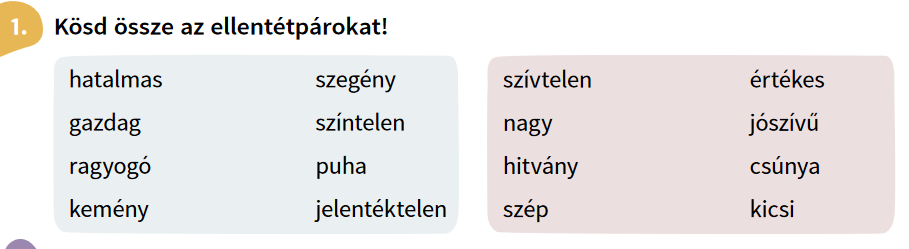 1. Kösd össze az ellentétpárokat!
hatalmas szegény
gazdag színtelen
ragyogó puha
kemény jelentéktelen
szívtelen értékes
nagy jószívű
hitvány csúnya
szép kicsi